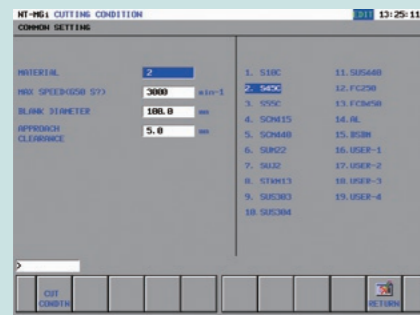 NT-MGi CUTTING CONDITION EDIT 13:25:11
COMMON SETTING
MATERIAL 2
MAX SPEED(G50 S?) 3000 min-1
BLANK DIAMETER 100.0 mm
APPROACH CLEARANCE 5.0 mm
1. S10C
2. S45C
3. S55C
4. SCM415
5. SCM440
6. SUM22
7. SUJ2
8. STKM13
9. SUS303
10. SUS304
11. SUS440
12. FC250
13. FCD450
14. AL
15. BSBM
16. USER-1
17. USER-2
18. USER-3
19. USER-4
>
CUT
CONDTN
RETURN